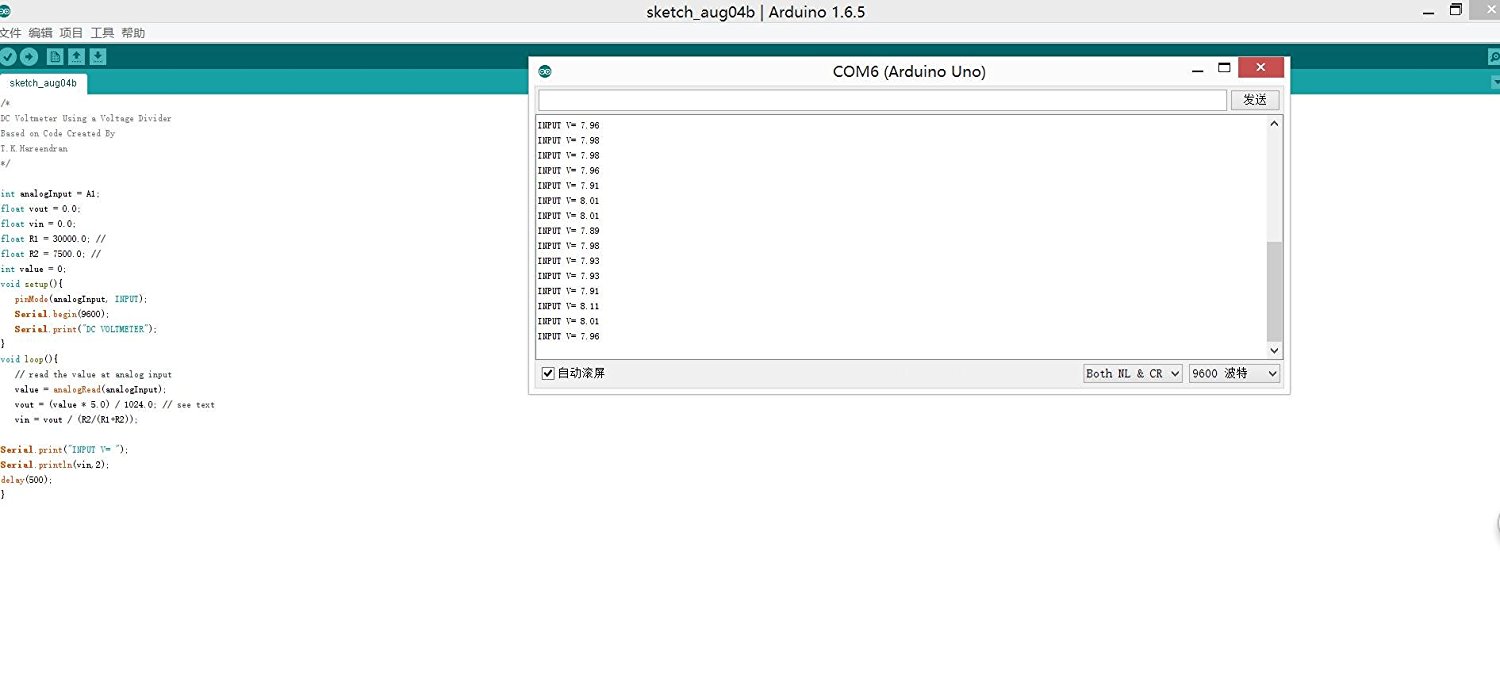 sketch_aug04b | Arduino 1.6.5
文件 编辑 项目 工具 帮助
sketch_aug04b
/*
DC Voltmeter Using a Voltage Divider
Based on Code Created By
T.K.Hareendran
*/
int analogInput = A1;
float vout = 0.0;
float vin = 0.0;
float R1 = 30000.0; //
float R2 = 7500.0; //
int value = 0;
void setup(){
pinMode(analogInput, INPUT);
Serial.begin(9600);
Serial.print("DC VOLTMETER");
}
void loop(){
// read the value at analog input
value = analogRead(analogInput);
vout = (value * 5.0) / 1024.0; // see text
vin = vout / (R2/(R1+R2));
Serial.print("INPUT V= ");
Serial.println(vin,2);
delay(500);
}
COM6 (Arduino Uno)
发送
INPUT V= 7.96
INPUT V= 7.98
INPUT V= 7.98
INPUT V= 7.96
INPUT V= 7.91
INPUT V= 8.01
INPUT V= 8.01
INPUT V= 7.89
INPUT V= 7.98
INPUT V= 7.93
INPUT V= 7.93
INPUT V= 7.91
INPUT V= 8.11
INPUT V= 8.01
INPUT V= 7.96
自动滚屏
Both NL & CR
9600 波特